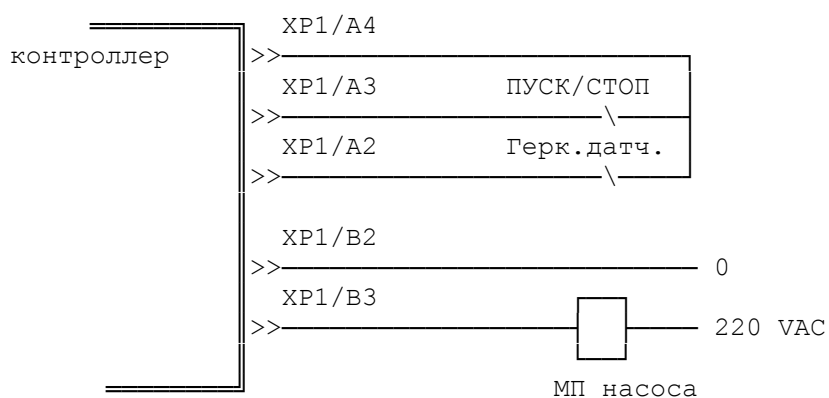 XP1/A4
контроллер >>
XP1/A3 ПУСК/СТОП
>>
XP1/A2 Герк.датч.
>>
XP1/B2
>> 0
XP1/B3
>> 220 VAC
МП насоса